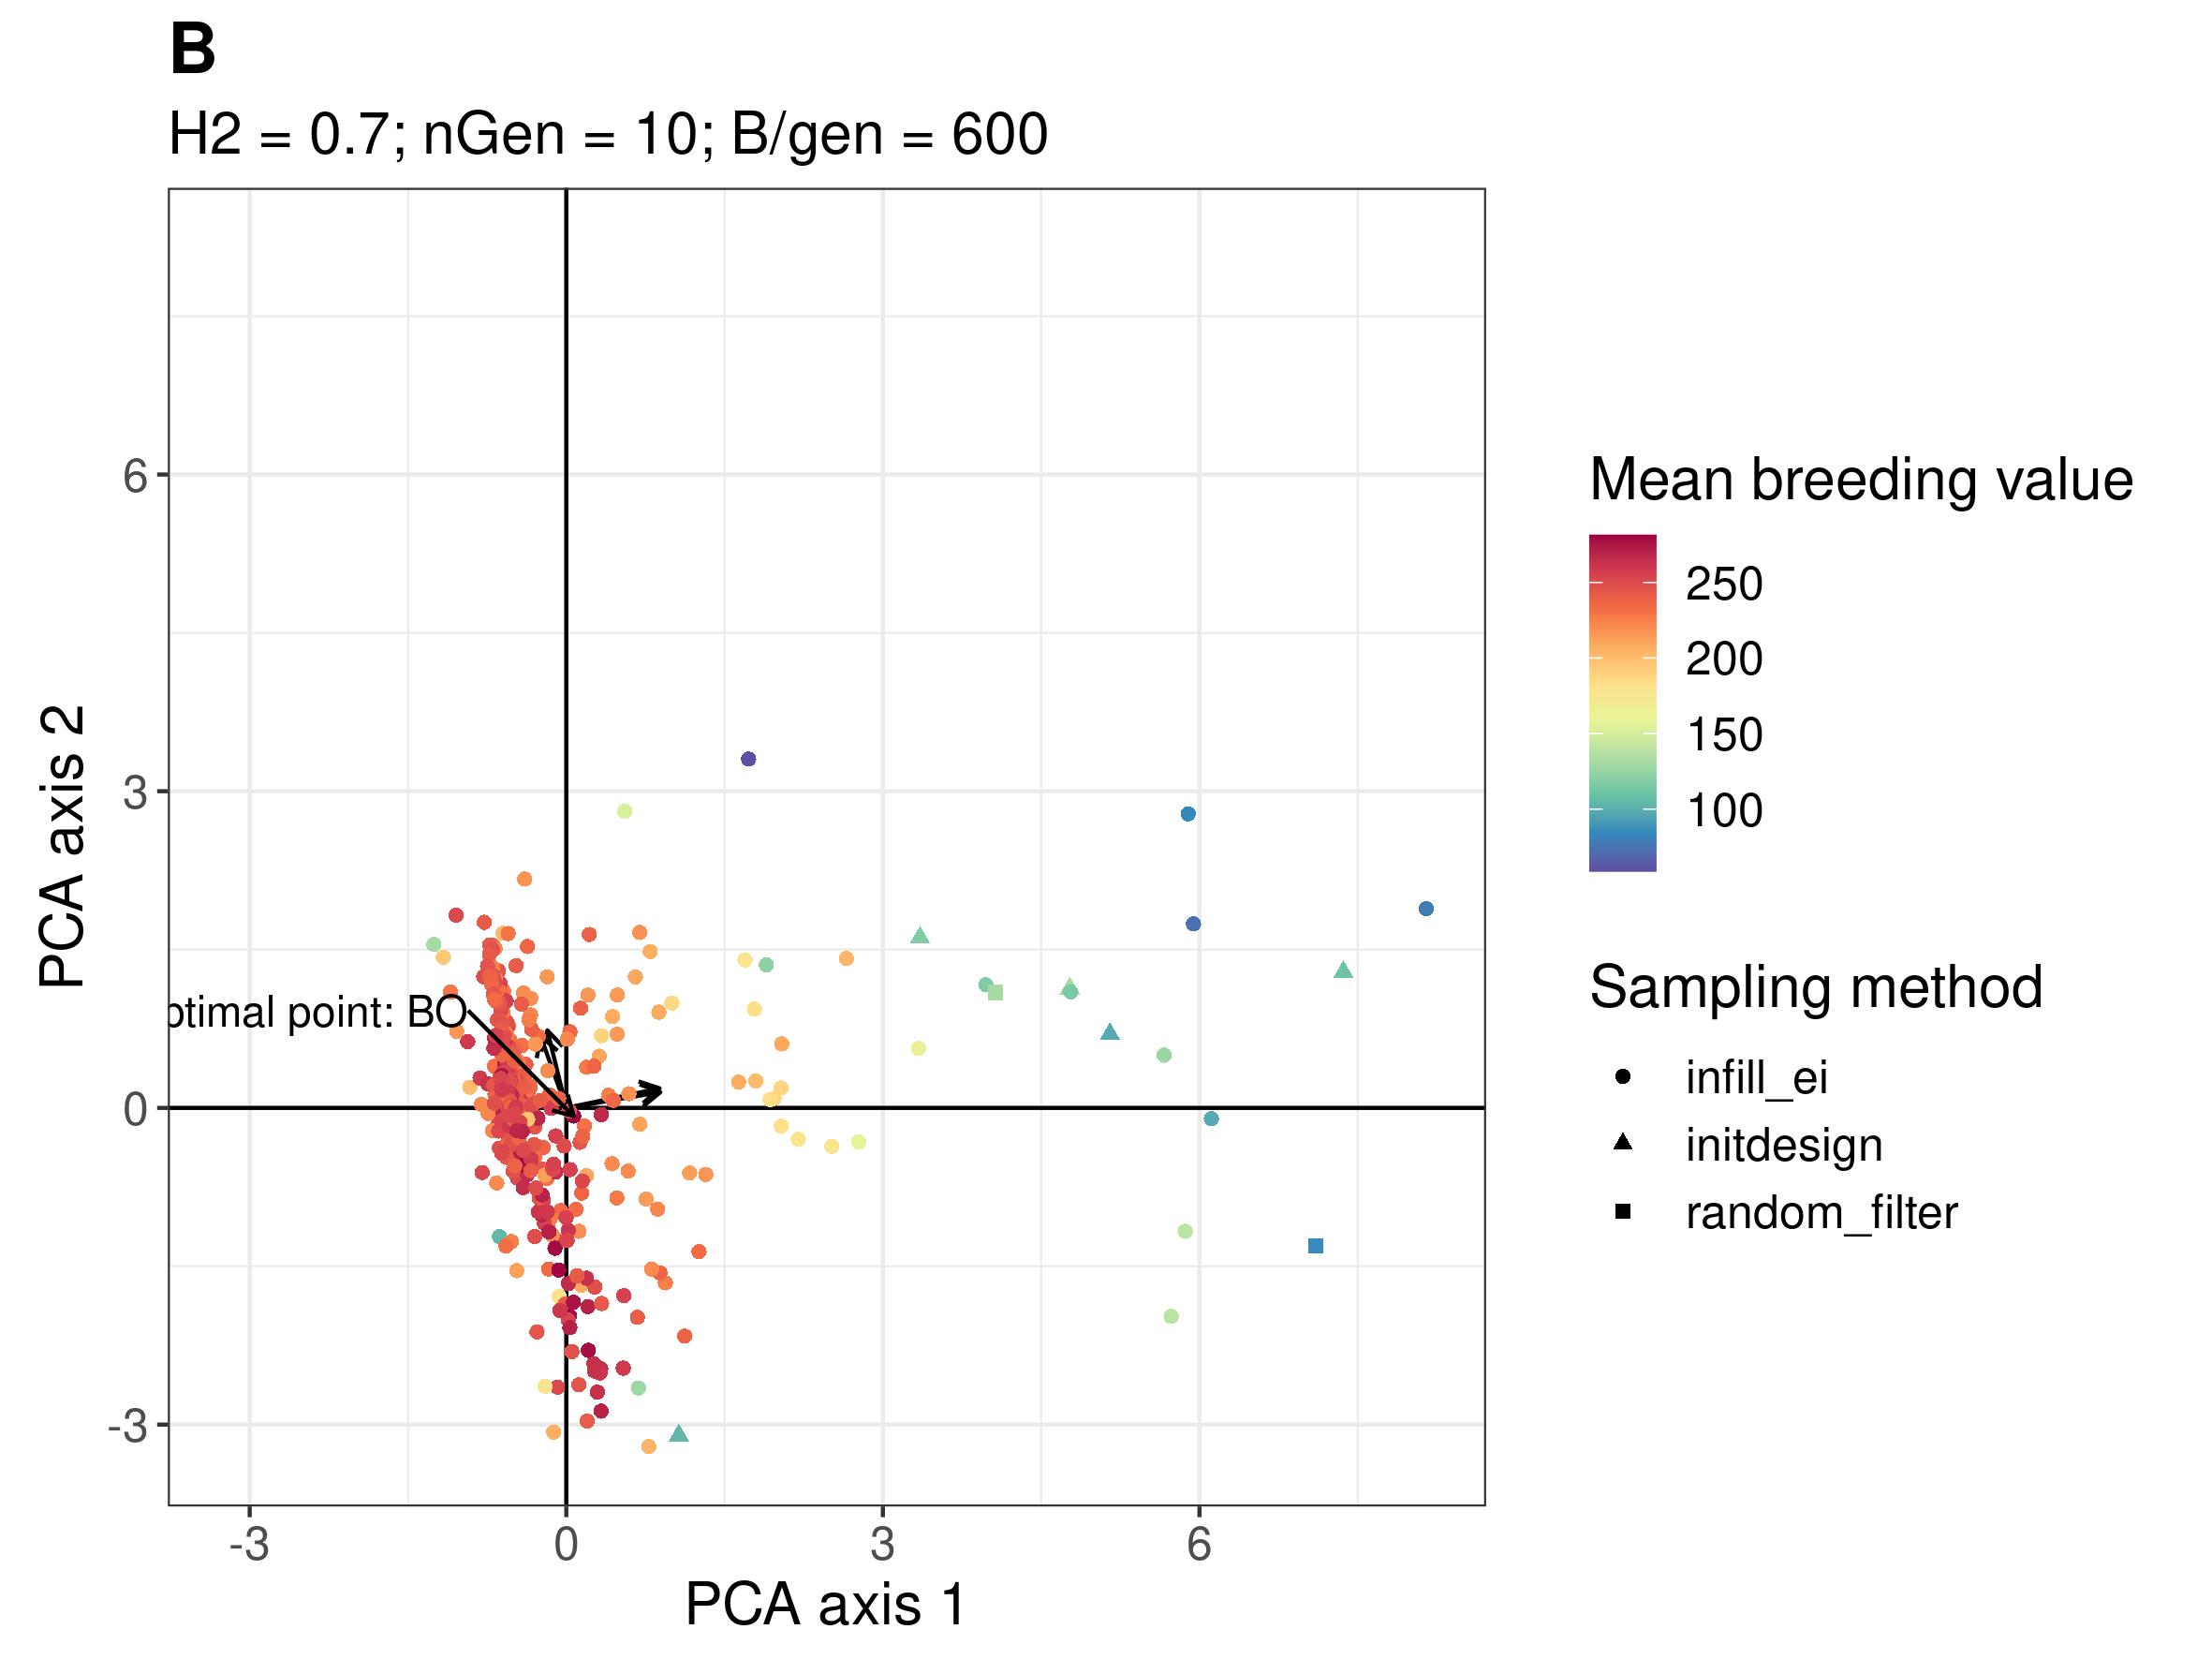 B
H2 = 0.7; nGen = 10; B/gen = 600
PCA axis 2
6
3
0
-3
ptimal point: BO
-3
0
3
6
PCA axis 1
Mean breeding value
250
200
150
100
Sampling method
infill_ei
initdesign
random_filter